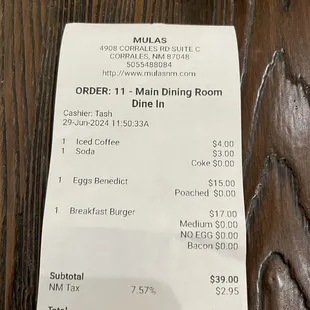 MULAS
4908 CORRALES RD SUITE C
CORRALES, NM 87048
5055488084
http://www.mulasnm.com
ORDER: 11 - Main Dining Room
Dine In
Cashier: Tash
29-Jun-2024 11:50:33A
1 Iced Coffee $4.00
1 Soda $3.00
Coke $0.00
1 Eggs Benedict $15.00
Poached $0.00
1 Breakfast Burger $17.00
Medium $0.00
NO EGG $0.00
Bacon $0.00
Subtotal $39.00
NM Tax 7.57% $2.95
Total